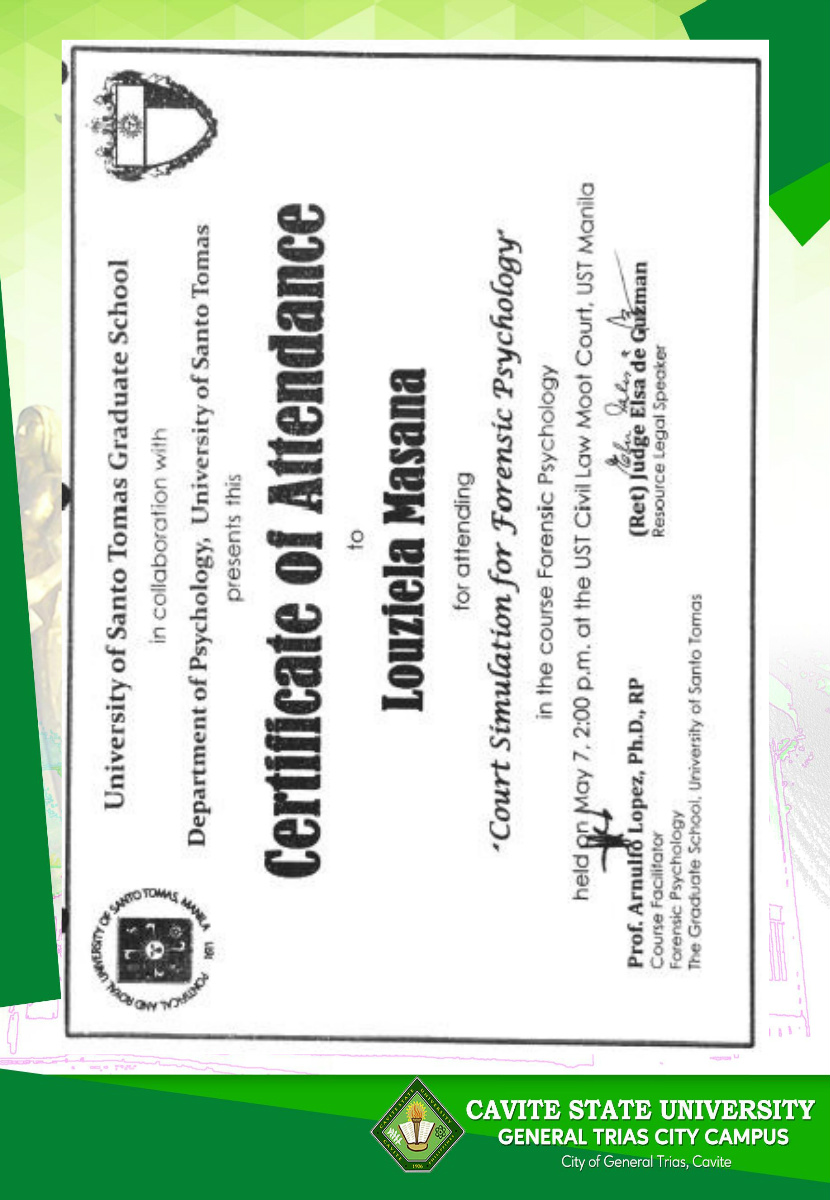 University of Santo Tomas Graduate School
in collaboration with
Department of Psychology, University of Santo Tomas
presents this
Certificate of Attendance
to
Louziela Masana
for attending
'Court Simulation for Forensic Psychology'
in the course Forensic Psychology
held on May 7, 2:00 p.m. at the UST Civil Law Moot Court, UST Manila
Prof. Arnulfo Lopez, Ph.D., RP
Course Facilitator
Forensic Psychology
The Graduate School, University of Santo Tomas
(Ret) Judge Elsa de Guzman
Resource Legal Speaker
PONTIFICAL AND ROYAL UNIVERSITY OF SANTO TOMAS, MANILA
1611
CAVITE STATE UNIVERSITY
GENERAL TRIAS CITY CAMPUS
City of General Trias, Cavite
1906